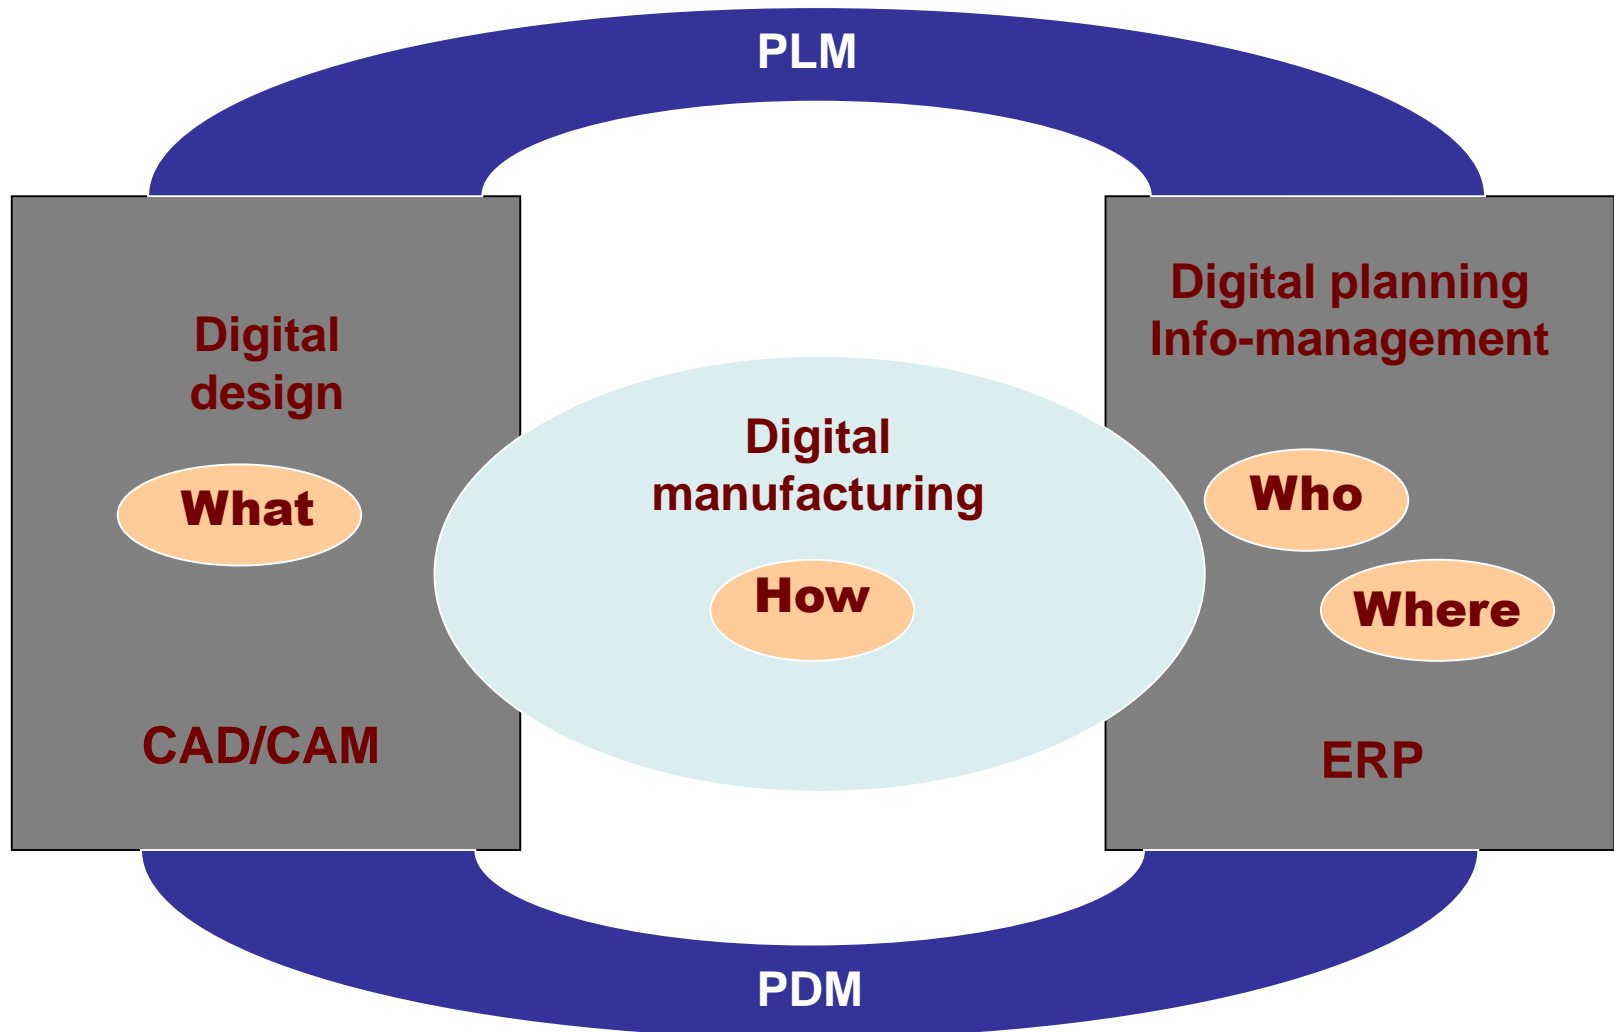 PLM
Digital
design
What
CAD/CAM
Digital
manufacturing
How
Digital planning
Info-management
Who
Where
ERP
PDM